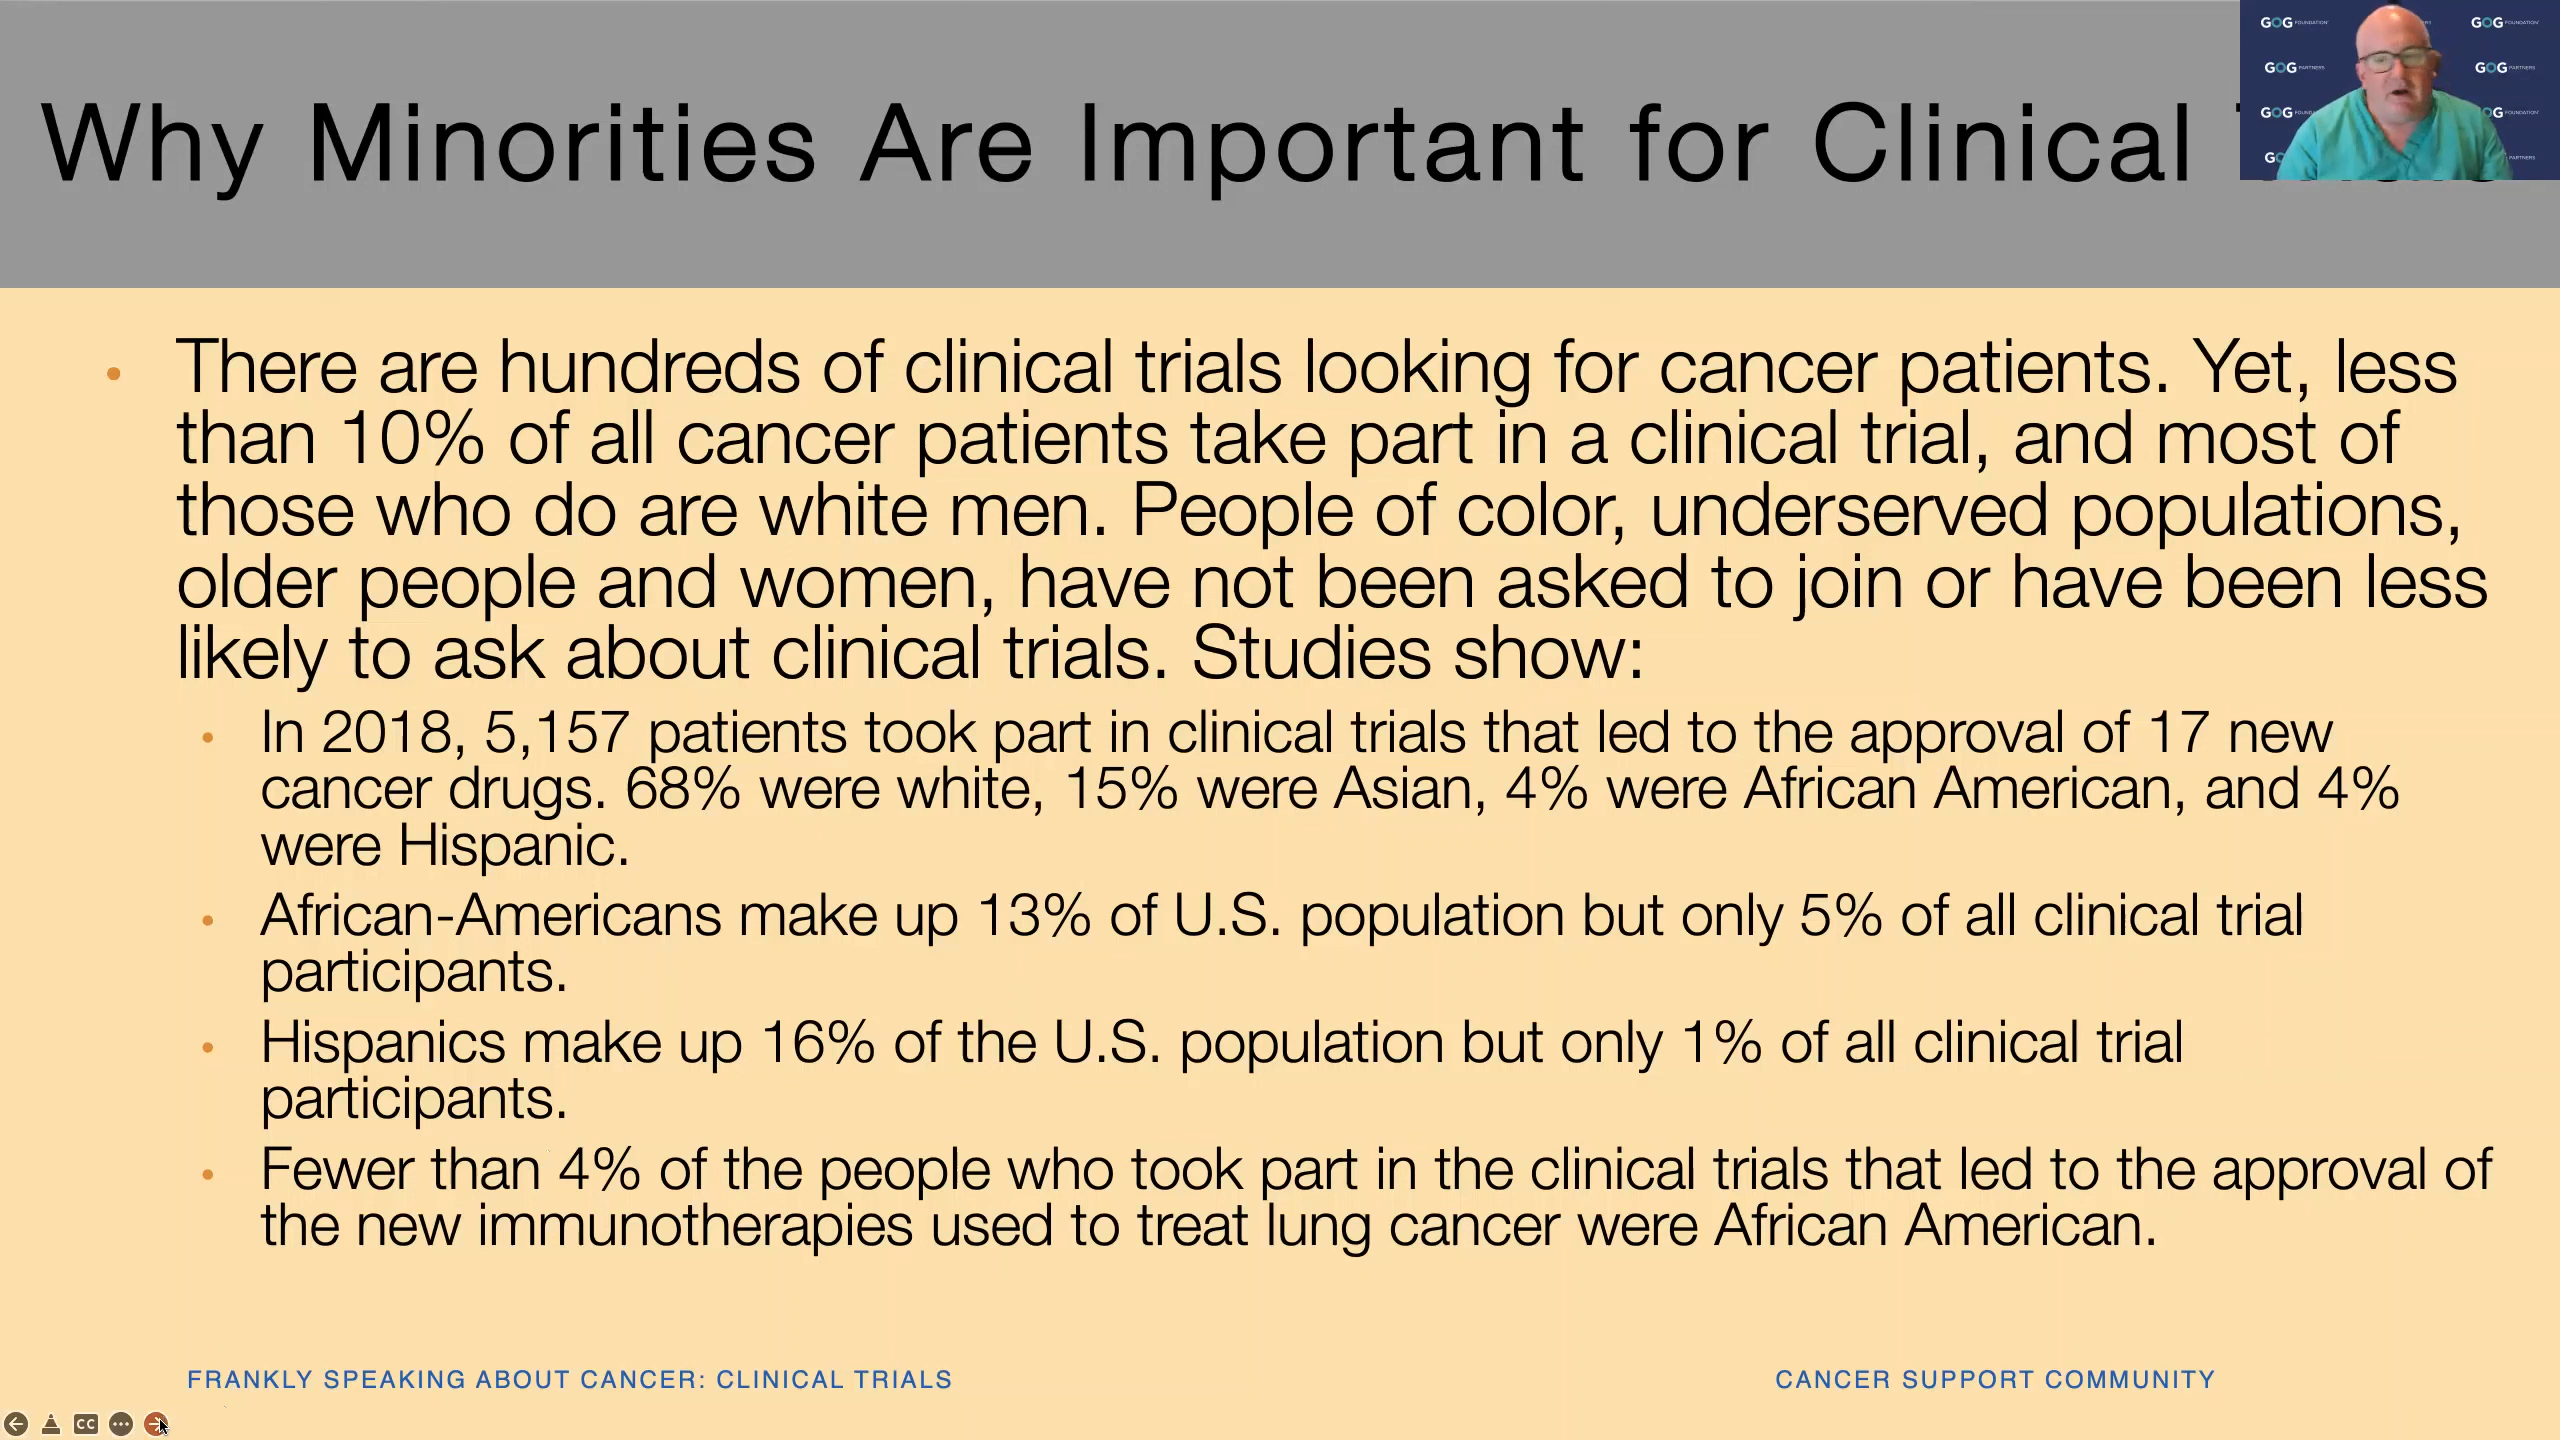 Why Minorities Are Important for Clinical
GOG FOUNDATION
GOG FOUNDATION
GOG PARTNERS
GOG PARTNERS
There are hundreds of clinical trials looking for cancer patients. Yet, less
than 10% of all cancer patients take part in a clinical trial, and most of
those who do are white men. People of color, underserved populations,
older people and women, have not been asked to join or have been less
likely to ask about clinical trials. Studies show:
In 2018, 5,157 patients took part in clinical trials that led to the approval of 17 new
cancer drugs. 68% were white, 15% were Asian, 4% were African American, and 4%
were Hispanic.
African-Americans make up 13% of U.S. population but only 5% of all clinical trial
participants.
Hispanics make up 16% of the U.S. population but only 1% of all clinical trial
participants.
Fewer than 4% of the people who took part in the clinical trials that led to the approval of
the new immunotherapies used to treat lung cancer were African American.
FRANKLY SPEAKING ABOUT CANCER: CLINICAL TRIALS
CANCER SUPPORT COMMUNITY
CC